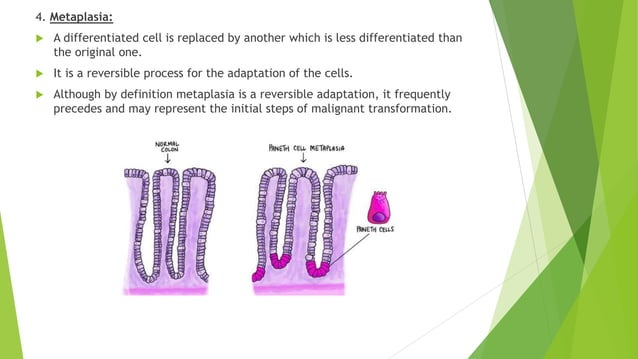 4. Metaplasia:
A differentiated cell is replaced by another which is less differentiated than
the original one.
It is a reversible process for the adaptation of the cells.
Although by definition metaplasia is a reversible adaptation, it frequently
precedes and may represent the initial steps of malignant transformation.
NORMAL
COLON
PANETH CELL METAPLASIA
PANETH CELLS